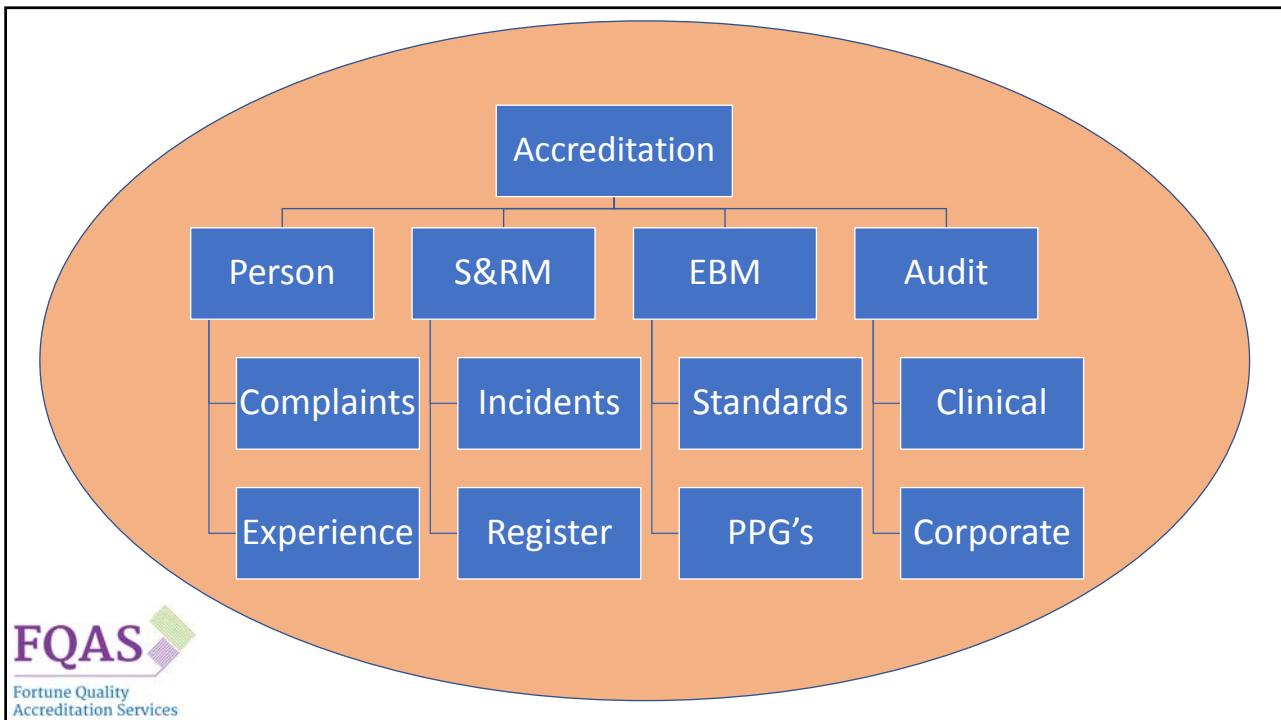 Accreditation
Person
S&RM
EBM
Audit
Complaints
Incidents
Standards
Clinical
Experience
Register
PPG’s
Corporate
FQAS
Fortune Quality
Accreditation Services